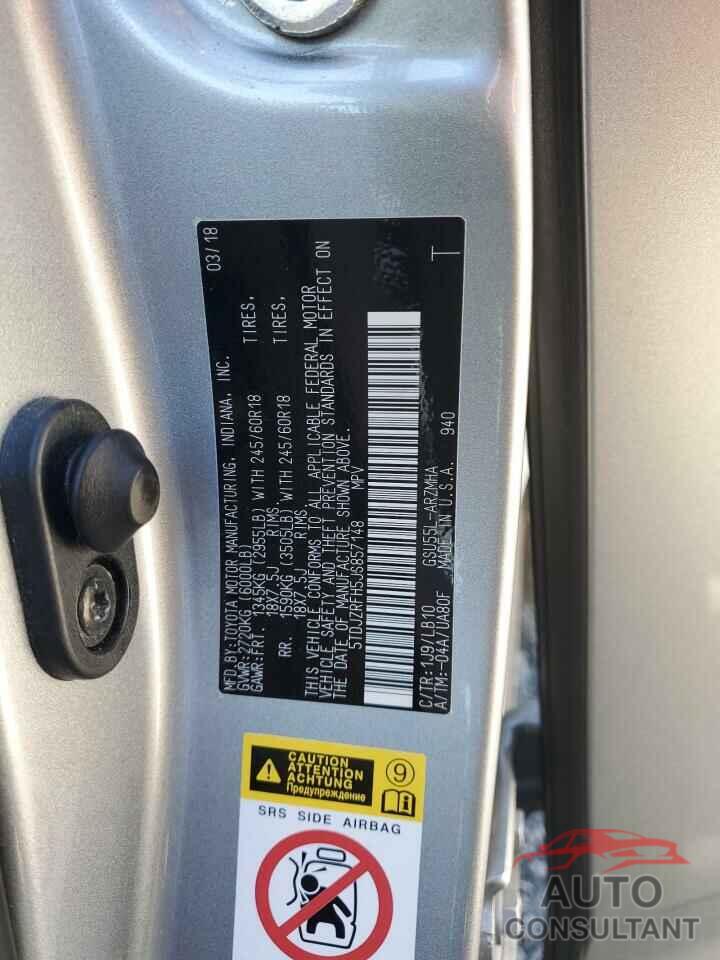 MFD.BY:TOYOTA MOTOR MANUFACTURING, INDIANA, INC. 03/18
GVWR:2720KG (6000LB)
GAWR:FRT. 1345KG (2955LB) WITH 245/60R18 TIRES,
18X7.5J RIMS,
RR. 1590KG (3505LB) WITH 245/60R18 TIRES,
18X7.5J RIMS,
THIS VEHICLE CONFORMS TO ALL APPLICABLE FEDERAL MOTOR
VEHICLE SAFETY AND THEFT PREVENTION STANDARDS IN EFFECT ON
THE DATE OF MANUFACTURE SHOWN ABOVE.
5TDJZRFH5JS857148 MPV
C/TR:1J9/LB10 GSU55L-ARZMHA
A/TM:-04A/UA80F MADE IN U.S.A. 940 T
CAUTION
ATTENTION
ACHTUNG
Предупреждение
9
SRS SIDE AIRBAG
AUTO
CONSULTANT